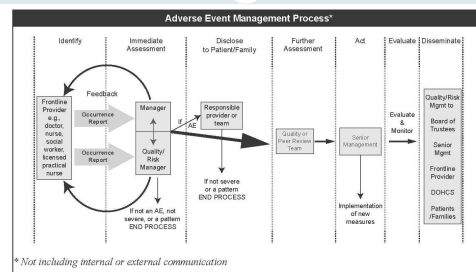 Adverse Event Management Process*
Identify
Immediate
Assessment
Disclose
to Patient/Family
Further
Assessment
Act
Evaluate
Disseminate
Feedback
Frontline
Provider
e.g.,
doctor,
nurse,
social
worker,
licensed
practical
nurse
Occurrence
Report
Occurrence
Report
Manager
Quality/
Risk
Manager
If
AE
Responsible
provider or
team
If not severe
or a pattern
END PROCESS
If not an AE, not
severe, or a pattern
END PROCESS
Quality or
Peer Review
Team
Senior
Management
Implementation
of new
measures
Evaluate
&
Monitor
Quality/Risk
Mgmt to
Board of
Trustees
Senior
Mgmt
Frontline
Provider
DOHCS
Patients
/Families
* Not including internal or external communication